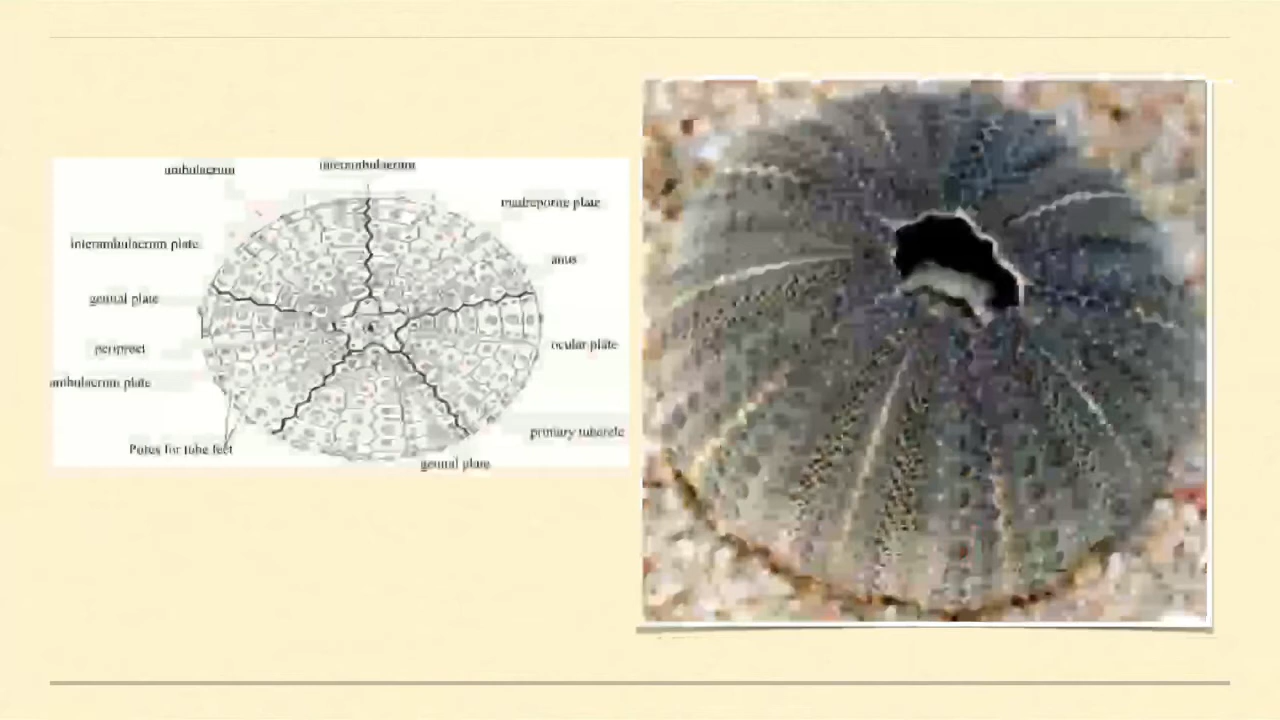 ambulacrum
interambulacrum
madreporite plate
interambulacrum plate
anus
genital plate
ocular plate
periproct
ambulacrum plate
primary tubercle
Pores for tube feet
genital plate